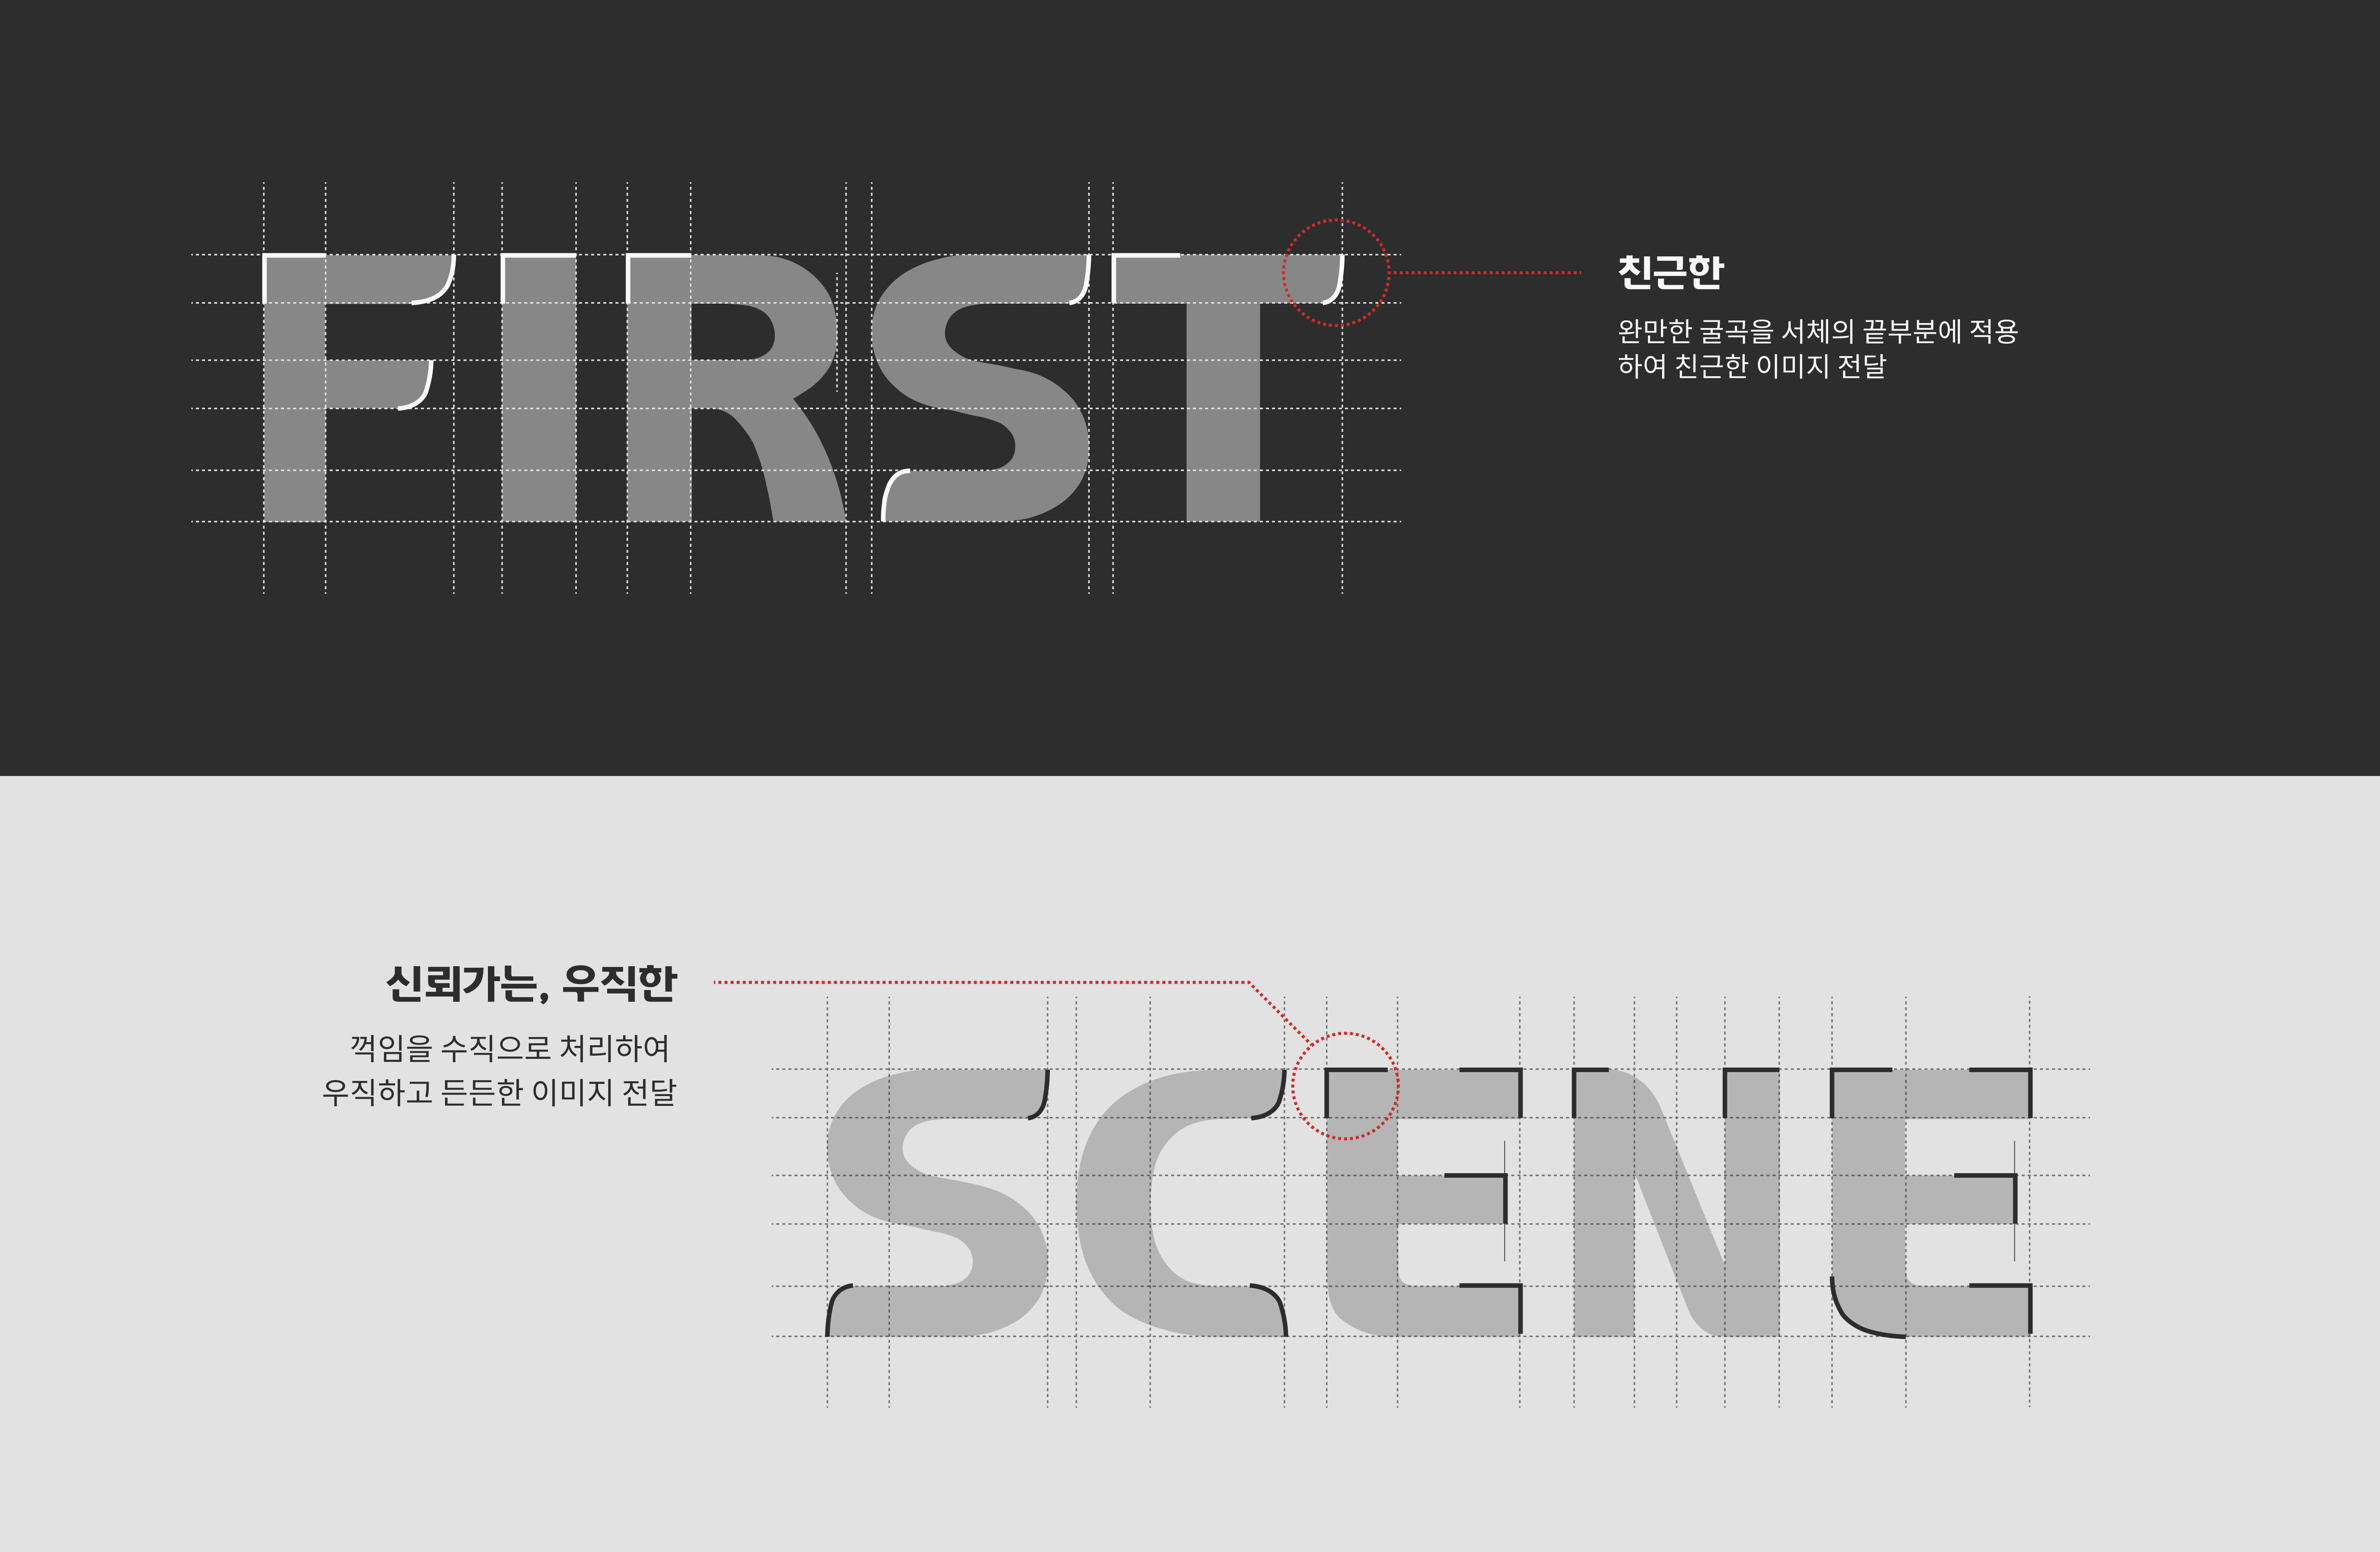 FIRST
친근한
완만한 굴곡을 서체의 끝부분에 적용
하여 친근한 이미지 전달
신뢰가는, 우직한
꺽임을 수직으로 처리하여
우직하고 든든한 이미지 전달
SCENE